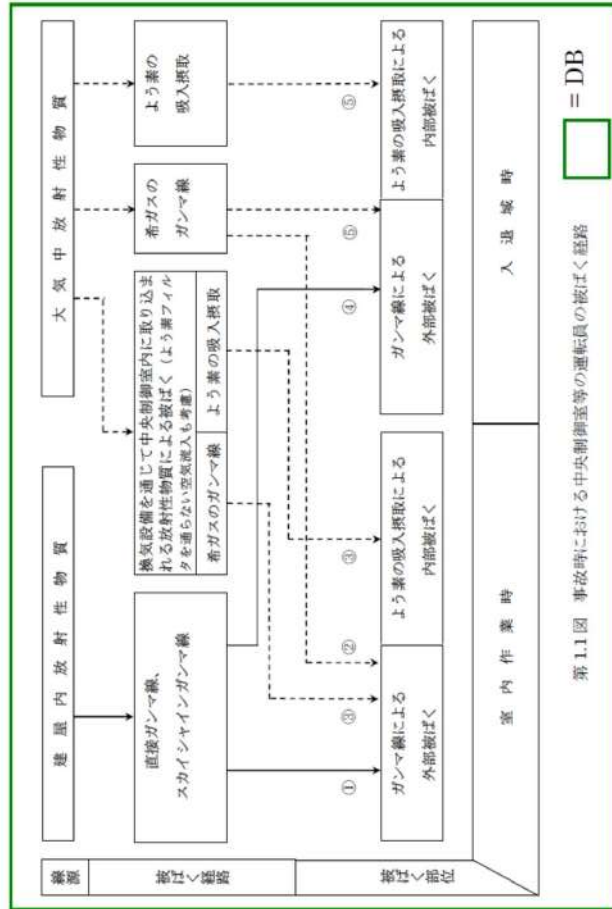 線源
建屋内放射性物質
大気中放射性物質
被ばく経路
直接ガンマ線、
スカイシャインガンマ線
換気設備を通じて中央制御室内に取り込ま
れる放射性物質による被ばく（よう素フィル
タを通らない空気流入も考慮）
希ガスのガンマ線
よう素の吸入摂取
希ガスの
ガンマ線
よう素の
吸入摂取
①
③
②
③
④
⑤
⑤
被ばく部位
ガンマ線による
外部被ばく
よう素の吸入摂取による
内部被ばく
ガンマ線による
外部被ばく
よう素の吸入摂取による
内部被ばく
室内作業時
入退域時
第1.1図 事故時における中央制御室等の運転員の被ばく経路
= DB